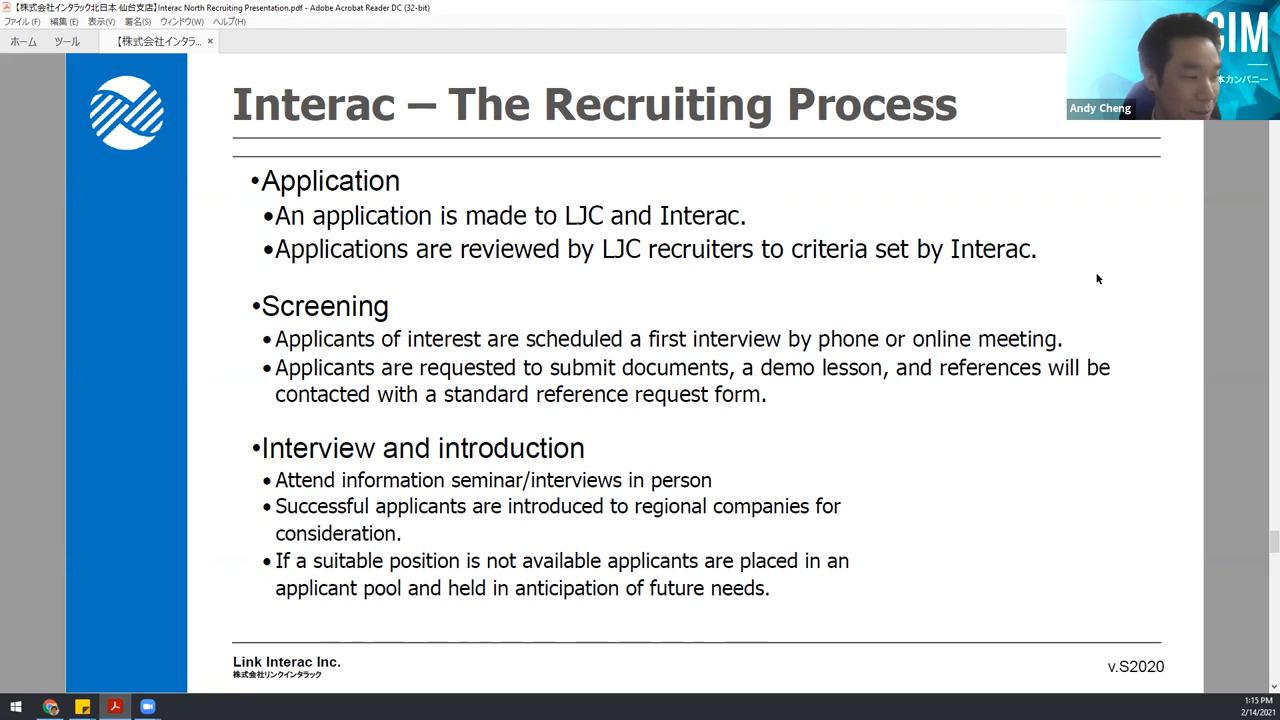 【株式会社インタラック北日本 仙台支店】Interac North Recruiting Presentation.pdf - Adobe Acrobat Reader DC (32-bit)
ファイル(F) 編集(E) 表示(V) 署名(S) ウィンドウ(W) ヘルプ(H)
ホーム ツール 【株式会社インタラ... ×
CIM
本カンパニー
Andy Cheng
Interac – The Recruiting Process
•Application
•An application is made to LJC and Interac.
•Applications are reviewed by LJC recruiters to criteria set by Interac.
•Screening
•Applicants of interest are scheduled a first interview by phone or online meeting.
•Applicants are requested to submit documents, a demo lesson, and references will be
contacted with a standard reference request form.
•Interview and introduction
•Attend information seminar/interviews in person
•Successful applicants are introduced to regional companies for
consideration.
•If a suitable position is not available applicants are placed in an
applicant pool and held in anticipation of future needs.
Link Interac Inc.
株式会社リンクインタラック
v.S2020
1:15 PM
2/14/2021